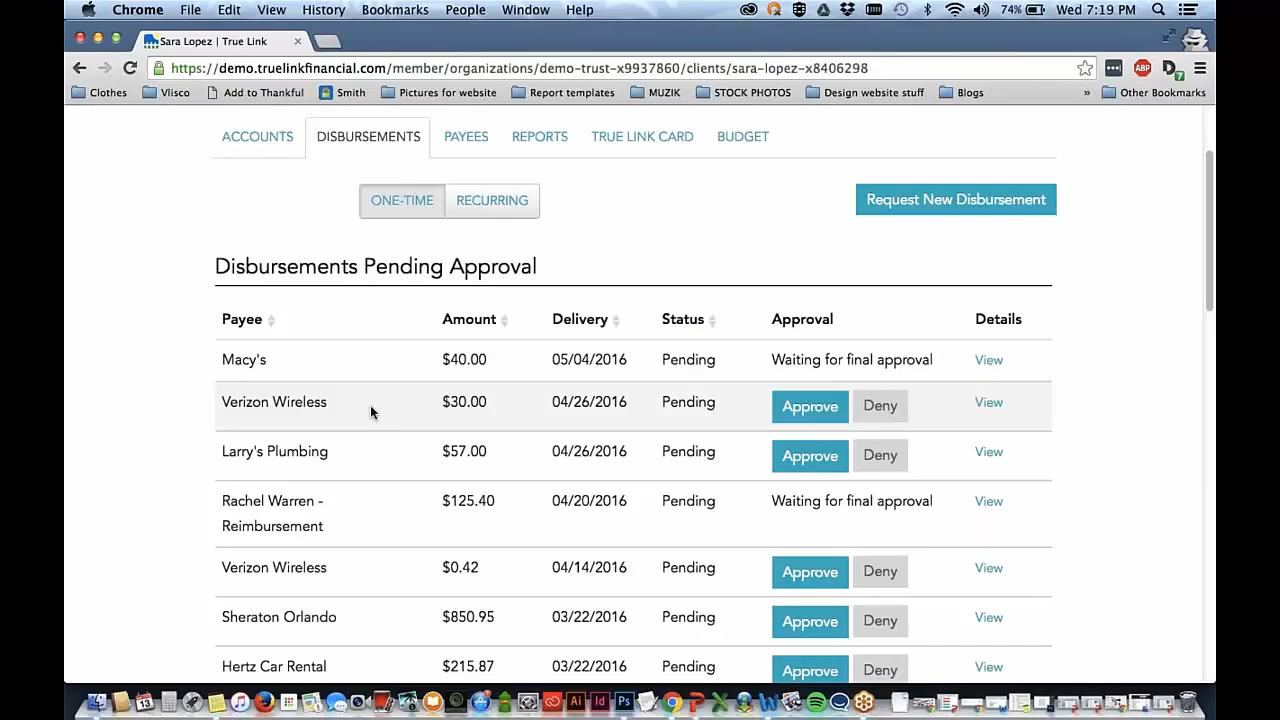 Chrome File Edit View History Bookmarks People Window Help 74% Wed 7:19 PM
Sara Lopez | True Link
https://demo.truelinkfinancial.com/member/organizations/demo-trust-x9937860/clients/sara-lopez-x8406298 ABP 7
Clothes Vlisco Add to Thankful Smith Pictures for website Report templates MUZIK STOCK PHOTOS Design website stuff Blogs » Other Bookmarks
ACCOUNTS DISBURSEMENTS PAYEES REPORTS TRUE LINK CARD BUDGET
ONE-TIME RECURRING Request New Disbursement
Disbursements Pending Approval
Payee Amount Delivery Status Approval Details
Macy's $40.00 05/04/2016 Pending Waiting for final approval View
Verizon Wireless $30.00 04/26/2016 Pending Approve Deny View
Larry's Plumbing $57.00 04/26/2016 Pending Approve Deny View
Rachel Warren - $125.40 04/20/2016 Pending Waiting for final approval View
Reimbursement
Verizon Wireless $0.42 04/14/2016 Pending Approve Deny View
Sheraton Orlando $850.95 03/22/2016 Pending Approve Deny View
Hertz Car Rental $215.87 03/22/2016 Pending Approve Deny View
13 Ai Id Ps P X W